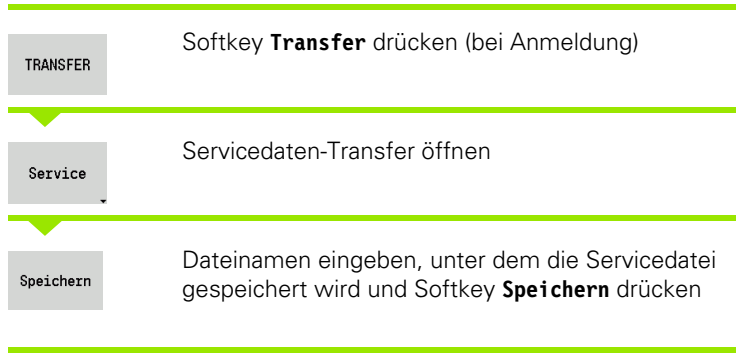 TRANSFER
Softkey Transfer drücken (bei Anmeldung)
Service
Servicedaten-Transfer öffnen
Speichern
Dateinamen eingeben, unter dem die Servicedatei
gespeichert wird und Softkey Speichern drücken